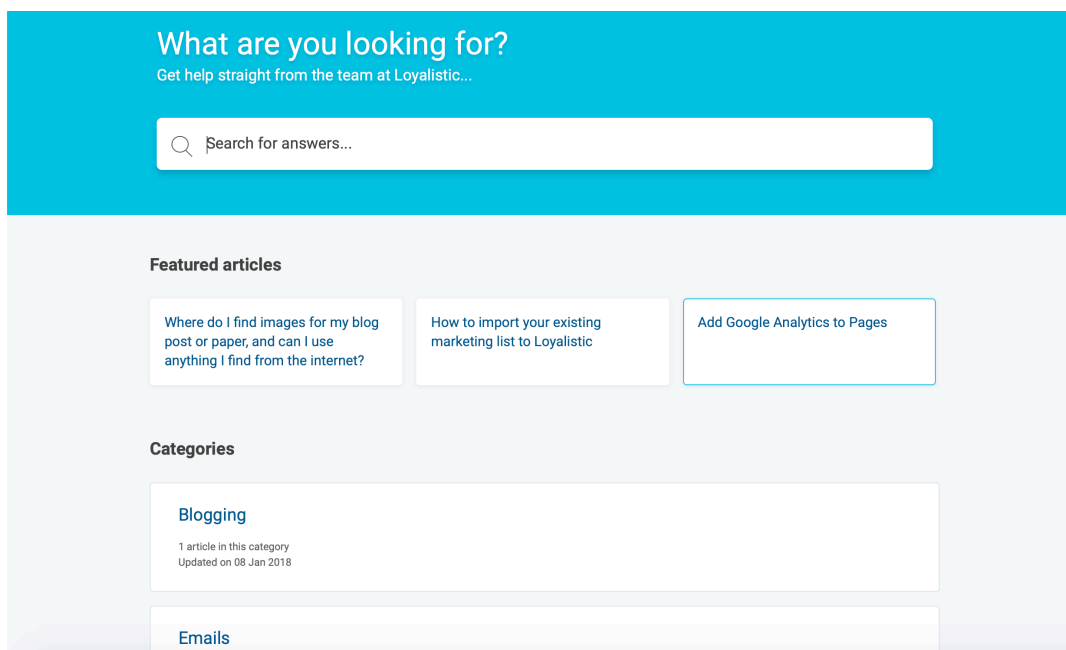 What are you looking for?
Get help straight from the team at Loyalistic...
Search for answers...
Featured articles
Where do I find images for my blog
post or paper, and can I use
anything I find from the internet?
How to import your existing
marketing list to Loyalistic
Add Google Analytics to Pages
Categories
Blogging
1 article in this category
Updated on 08 Jan 2018
Emails